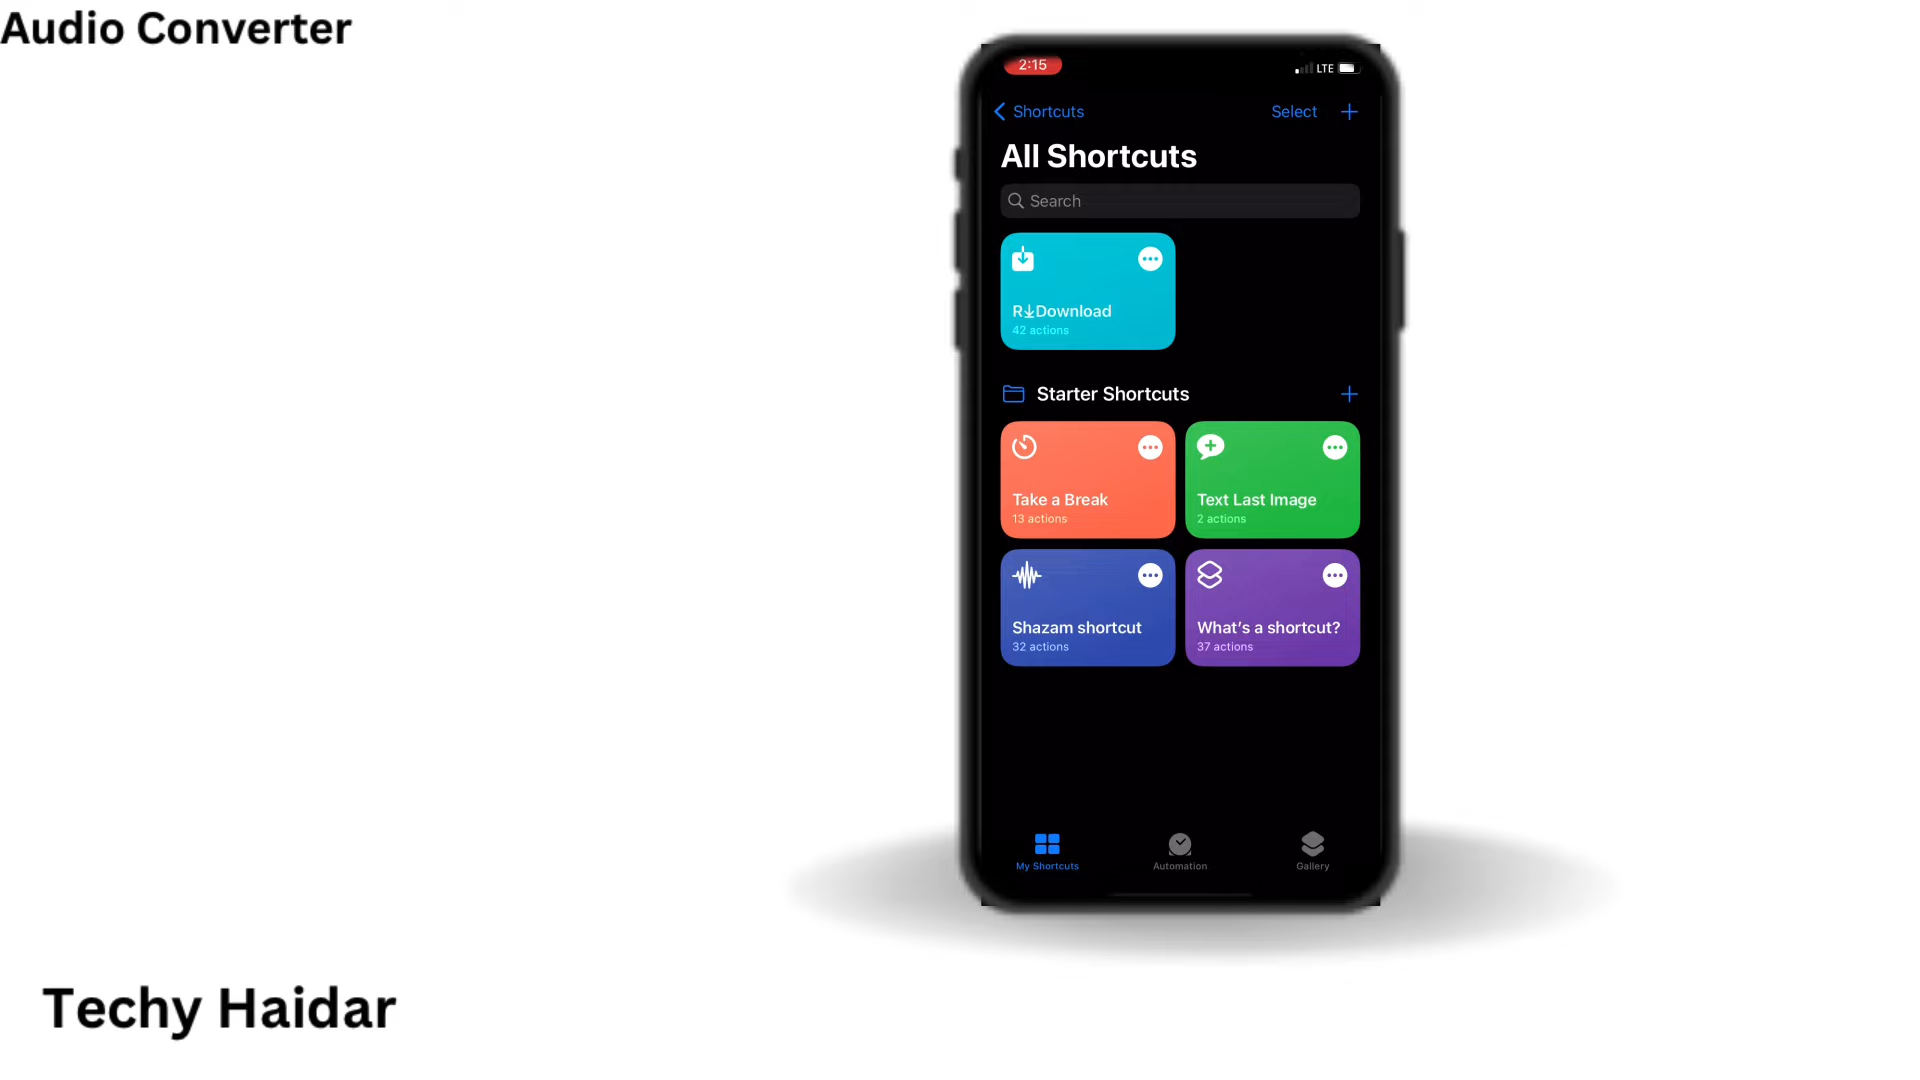 Audio Converter
2:15
LTE
Shortcuts
Select
All Shortcuts
Search
R↓Download
42 actions
Starter Shortcuts
Take a Break
13 actions
Text Last Image
2 actions
Shazam shortcut
32 actions
What's a shortcut?
37 actions
My Shortcuts
Automation
Gallery
Techy Haidar